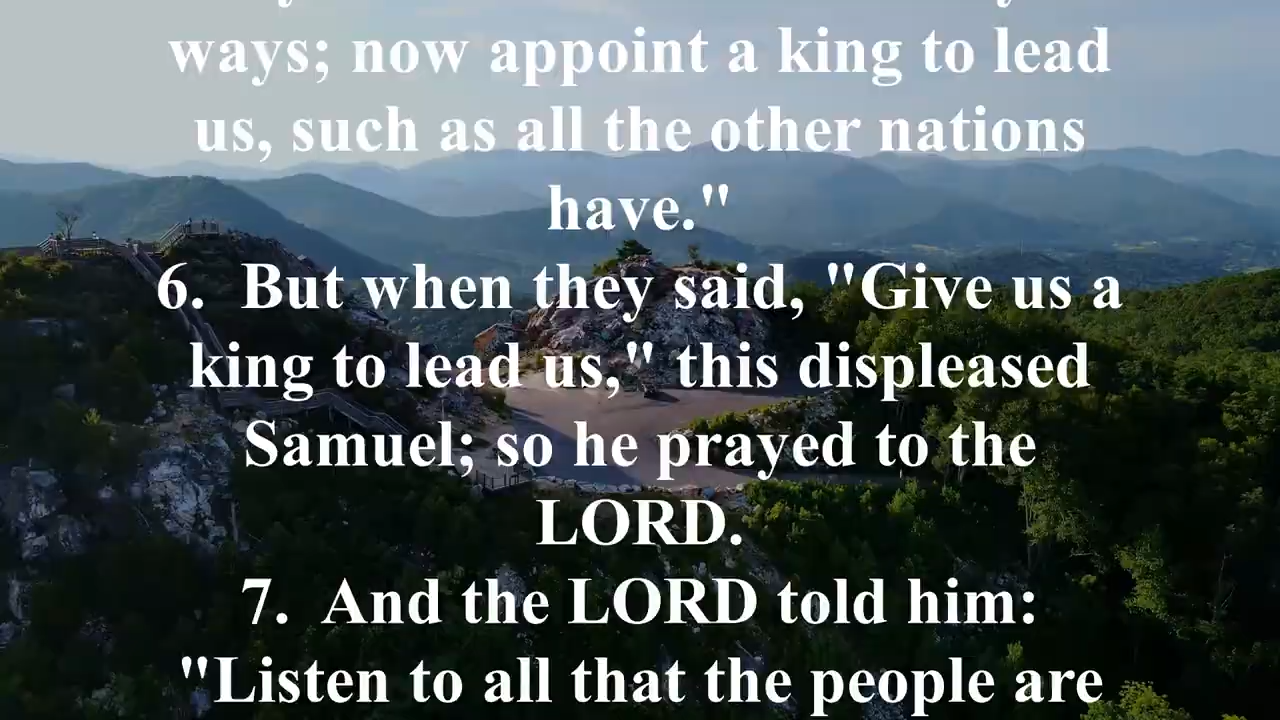 ways; now appoint a king to lead
us, such as all the other nations
have."
6.  But when they said, "Give us a
king to lead us," this displeased
Samuel; so he prayed to the
LORD.
7.  And the LORD told him:
"Listen to all that the people are